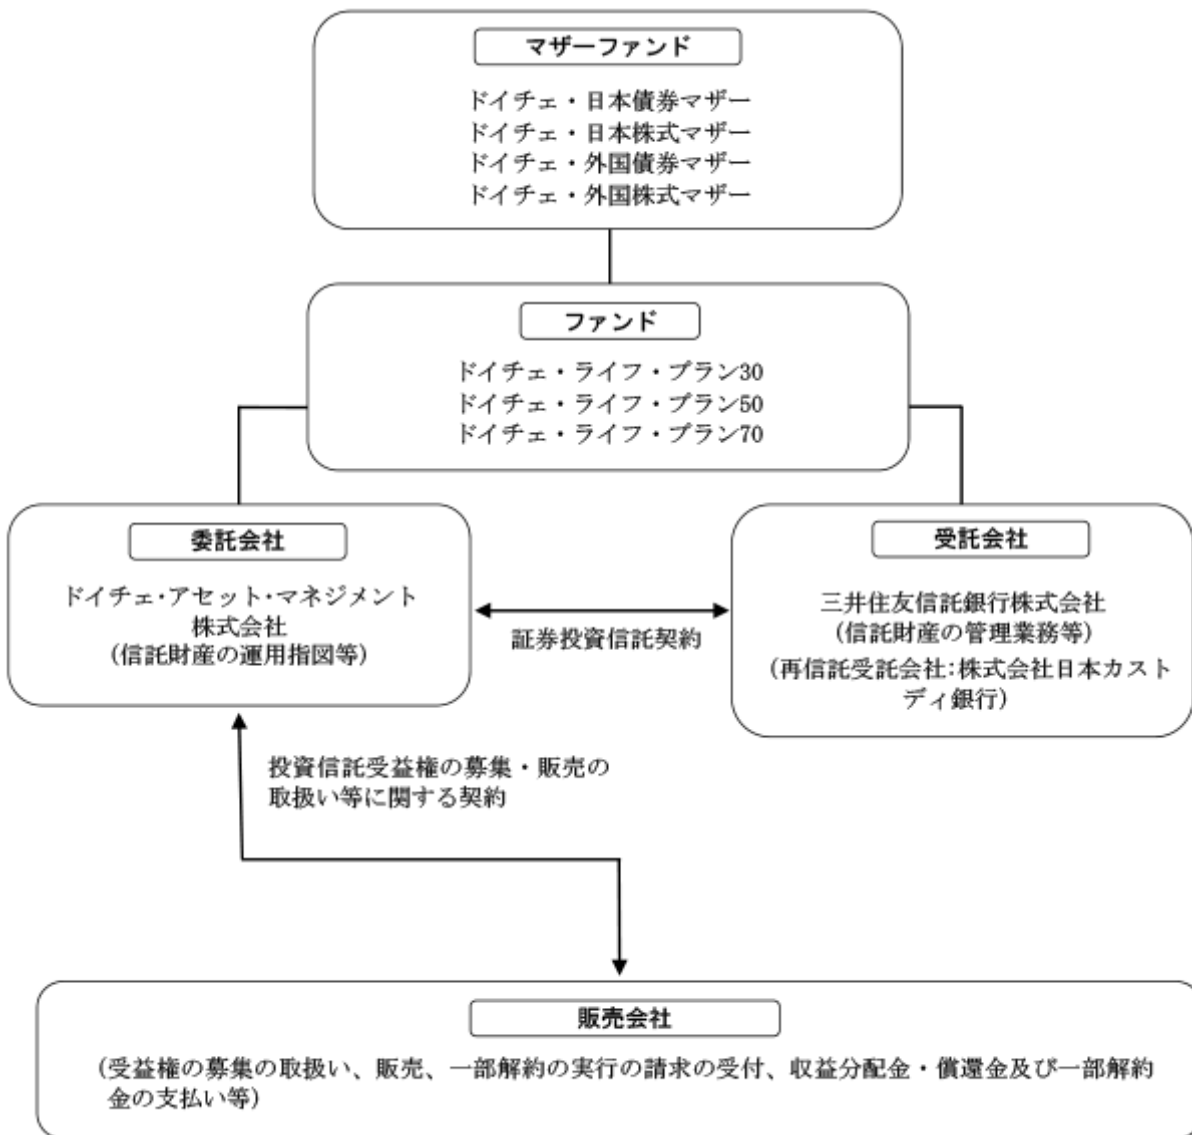 マザーファンド
ドイチェ・日本債券マザー
ドイチェ・日本株式マザー
ドイチェ・外国債券マザー
ドイチェ・外国株式マザー
ファンド
ドイチェ・ライフ・プラン30
ドイチェ・ライフ・プラン50
ドイチェ・ライフ・プラン70
委託会社
ドイチェ・アセット・マネジメント
株式会社
(信託財産の運用指図等)
証券投資信託契約
受託会社
三井住友信託銀行株式会社
(信託財産の管理業務等)
(再信託受託会社:株式会社日本カスト
ディ銀行)
投資信託受益権の募集・販売の
取扱い等に関する契約
販売会社
(受益権の募集の取扱い、販売、一部解約の実行の請求の受付、収益分配金・償還金及び一部解約
金の支払い等)